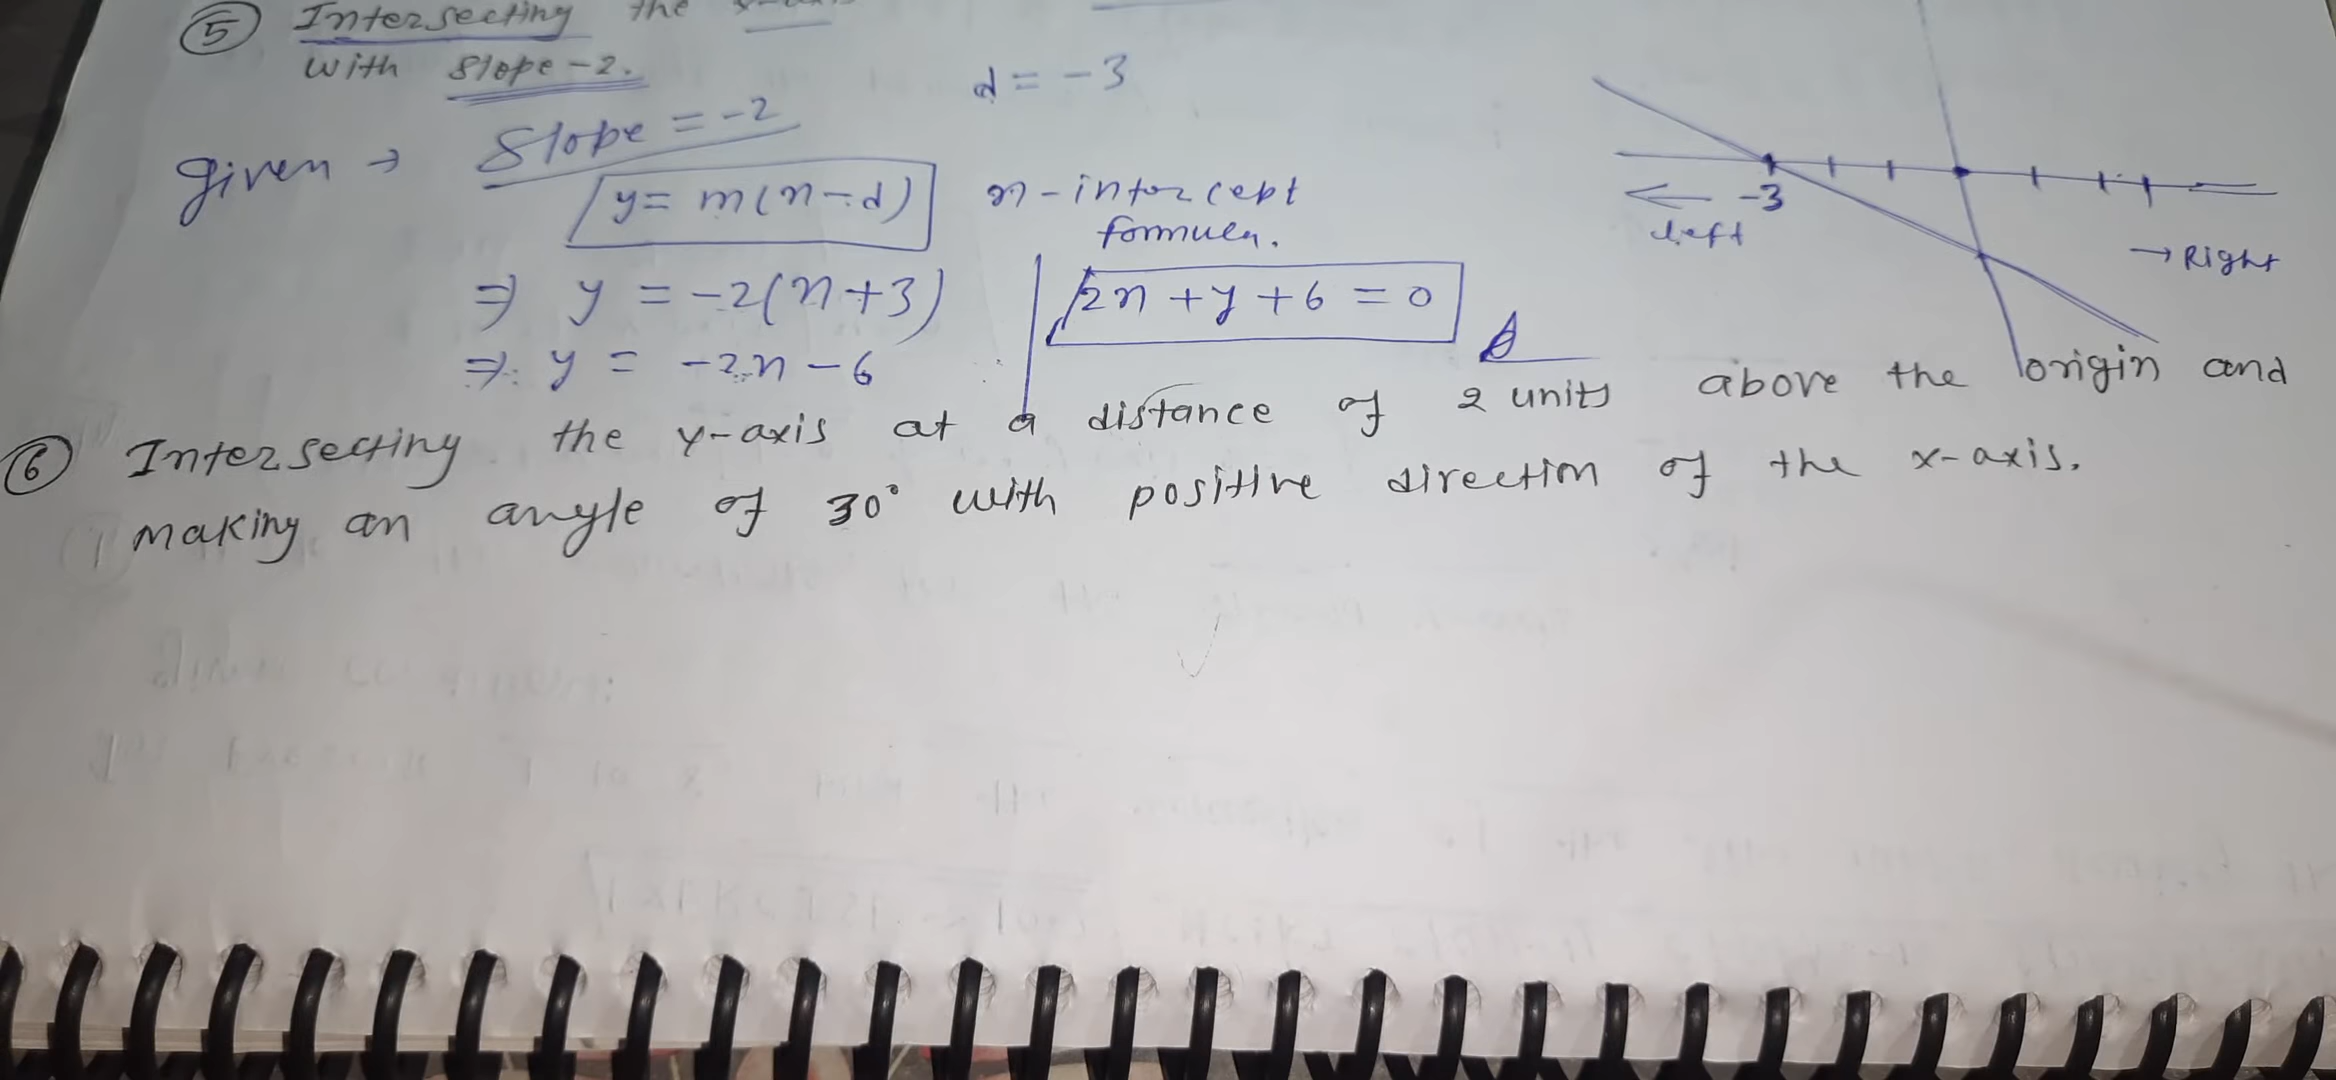 ⑤ Intersecting the
with slope -2.
d = -3
given → slope = -2
y = m(x-d) x-intercept
formula.
-3
← left
→ Right
⇒ y = -2(x+3)
2x + y + 6 = 0
⇒ y = -2x - 6
⑥ Intersecting the y-axis at a distance of 2 units above the origin and
making an angle of 30° with positive direction of the x-axis.